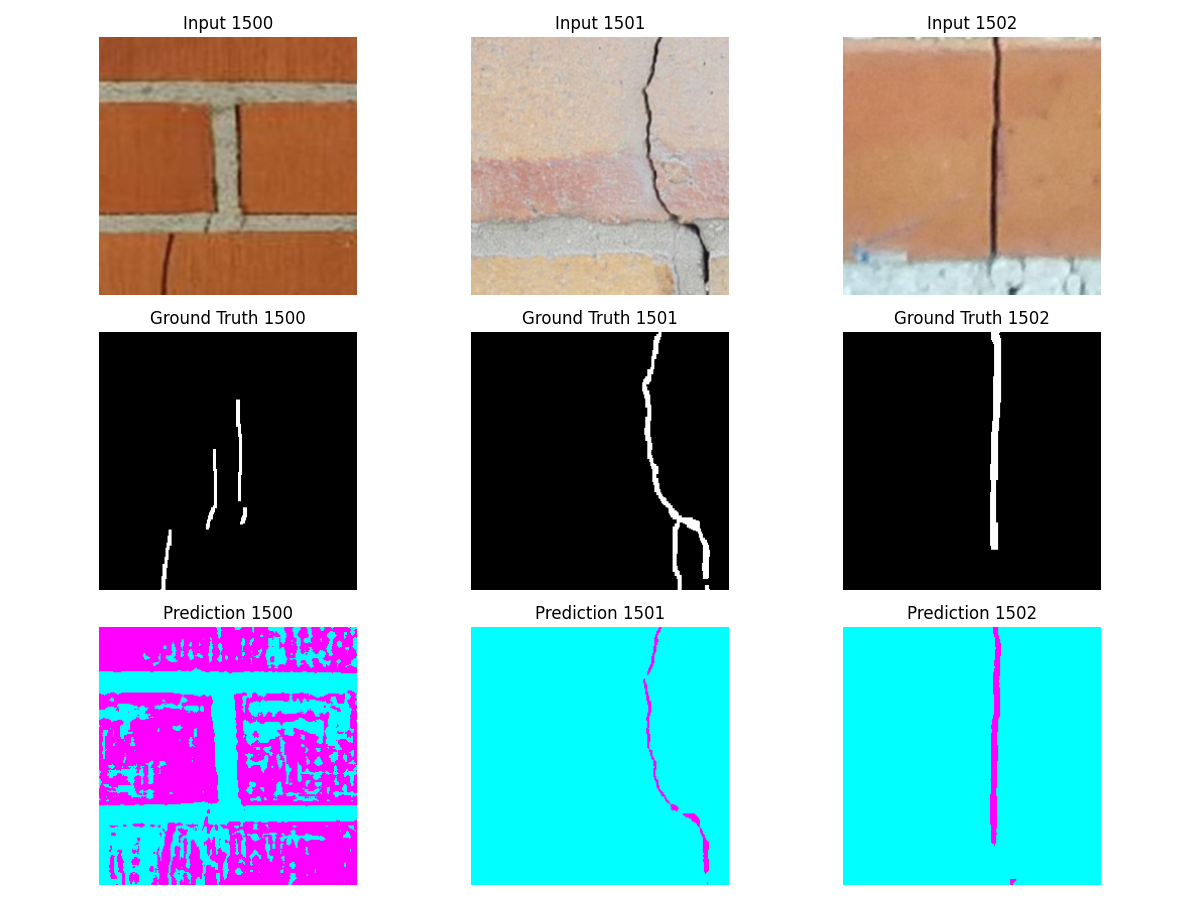 Input 1500
Input 1501
Input 1502
Ground Truth 1500
Ground Truth 1501
Ground Truth 1502
Prediction 1500
Prediction 1501
Prediction 1502